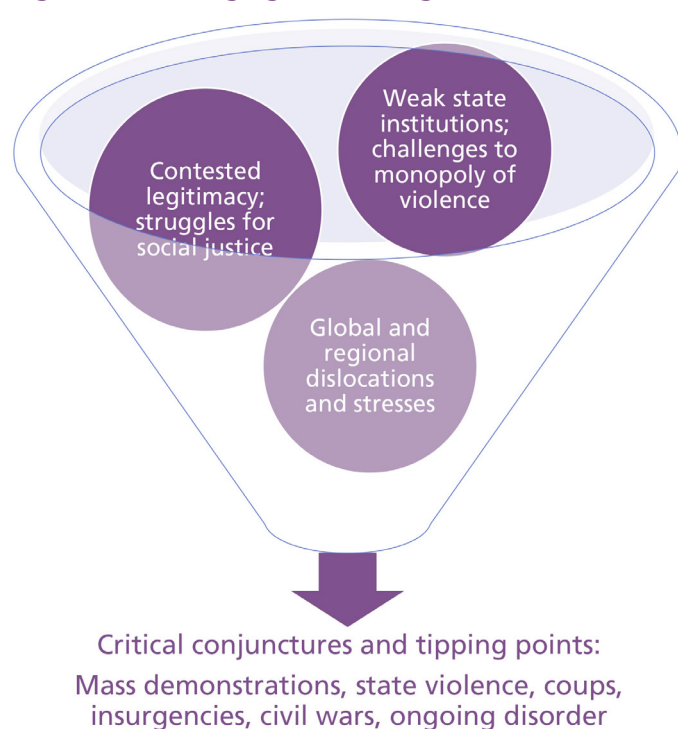 Weak state
institutions;
challenges to
monopoly of
violence
Contested
legitimacy;
struggles for
social justice
Global and
regional
dislocations
and stresses
Critical conjunctures and tipping points:
Mass demonstrations, state violence, coups,
insurgencies, civil wars, ongoing disorder